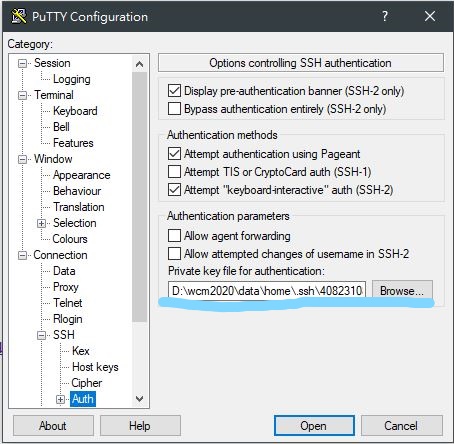 PuTTY Configuration
Category:
Session
Logging
Terminal
Keyboard
Bell
Features
Window
Appearance
Behaviour
Translation
Selection
Colours
Connection
Data
Proxy
Telnet
Rlogin
SSH
Kex
Host keys
Cipher
Auth
Options controlling SSH authentication
Display pre-authentication banner (SSH-2 only)
Bypass authentication entirely (SSH-2 only)
Authentication methods
Attempt authentication using Pageant
Attempt TIS or CryptoCard auth (SSH-1)
Attempt "keyboard-interactive" auth (SSH-2)
Authentication parameters
Allow agent forwarding
Allow attempted changes of username in SSH-2
Private key file for authentication:
D:\wcm2020\data\home\.ssh\4082310 Browse...
About Help Open Cancel